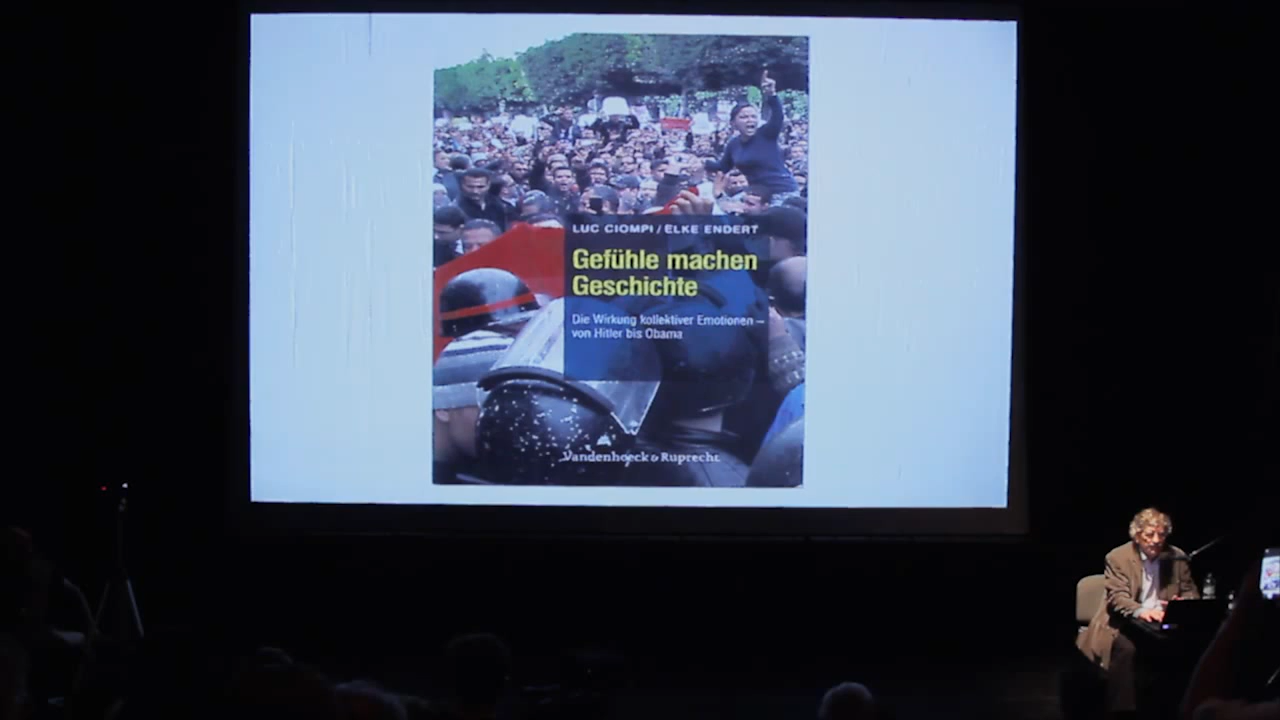 LUC CIOMPI / ELKE ENDERT
Gefühle machen
Geschichte
Die Wirkung kollektiver Emotionen –
von Hitler bis Obama
Vandenhoeck & Ruprecht